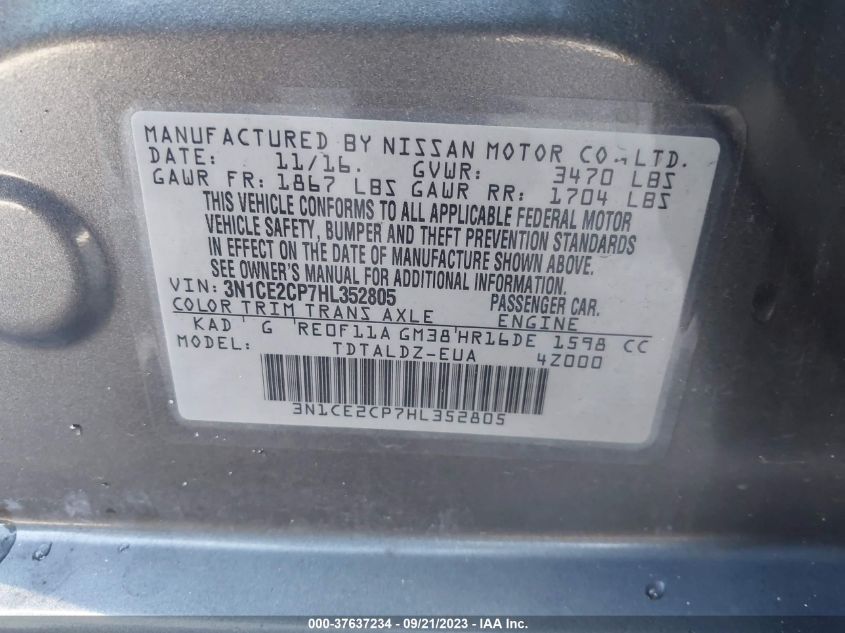 MANUFACTURED BY NISSAN MOTOR CO., LTD.
DATE: 11/16. GVWR: 3470 LBS
GAWR FR: 1867 LBS GAWR RR: 1704 LBS
THIS VEHICLE CONFORMS TO ALL APPLICABLE FEDERAL MOTOR
VEHICLE SAFETY, BUMPER AND THEFT PREVENTION STANDARDS
IN EFFECT ON THE DATE OF MANUFACTURE SHOWN ABOVE.
SEE OWNER'S MANUAL FOR ADDITIONAL INFORMATION.
VIN: 3N1CE2CP7HL352805 PASSENGER CAR.
COLOR TRIM TRANS AXLE ENGINE
KAD G RE0F11A GM38 HR16DE 1598 CC
MODEL: TDTALDZ-EUA 4Z000
3N1CE2CP7HL352805
000-37637234 - 09/21/2023 - IAA Inc.